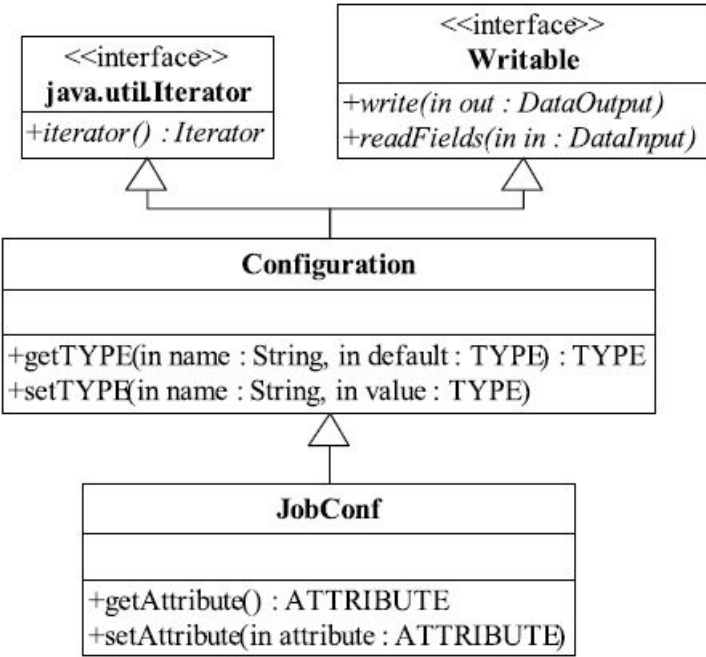 <<interface>>
java.util.Iterator
+iterator() : Iterator
<<interface>>
Writable
+write(in out : DataOutput)
+readFields(in in : DataInput)
Configuration
+getTYPE(in name : String, in default : TYPE) : TYPE
+setTYPE(in name : String, in value : TYPE)
JobConf
+getAttribute() : ATTRIBUTE
+setAttribute(in attribute : ATTRIBUTE)